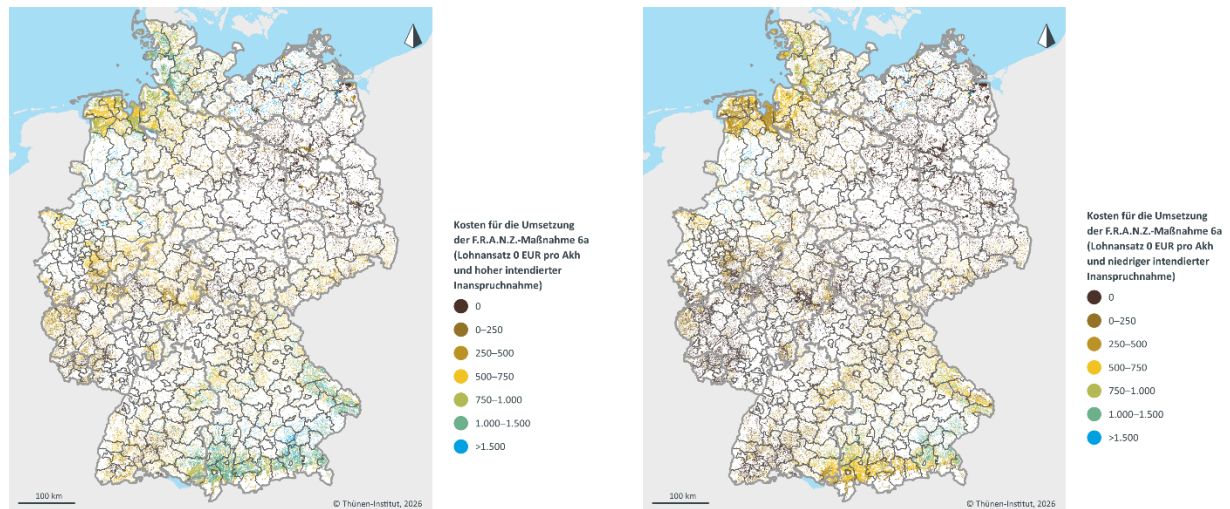 Kosten für die Umsetzung
der F.R.A.N.Z.-Maßnahme 6a
(Lohnansatz 0 EUR pro Akh
und hoher intendierter
Inanspruchnahme)
0
0–250
250–500
500–750
750–1.000
1.000–1.500
>1.500
100 km
© Thünen-Institut, 2026
Kosten für die Umsetzung
der F.R.A.N.Z.-Maßnahme 6a
(Lohnansatz 0 EUR pro Akh
und niedriger intendierter
Inanspruchnahme)
0
0–250
250–500
500–750
750–1.000
1.000–1.500
>1.500
100 km
© Thünen-Institut, 2026